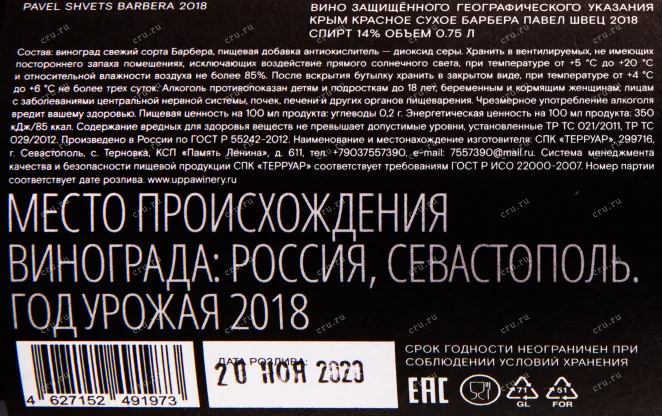 PAVEL SHVETS BARBERA 2018
ВИНО ЗАЩИЩЁННОГО ГЕОГРАФИЧЕСКОГО УКАЗАНИЯ
КРЫМ КРАСНОЕ СУХОЕ БАРБЕРА ПАВЕЛ ШВЕЦ 2018
СПИРТ 14% ОБЪЕМ 0.75 Л
Состав: виноград свежий сорта Барбера, пищевая добавка антиокислитель — диоксид серы. Хранить в вентилируемых, не имеющих
постороннего запаха помещениях, исключающих воздействие прямого солнечного света, при температуре от +5 °С до +20 °С
и относительной влажности воздуха не более 85%. После вскрытия бутылку хранить в закрытом виде, при температуре от +4 °С
до +6 °С не более трех суток. Алкоголь противопоказан детям и подросткам до 18 лет, беременным и кормящим женщинам, лицам
с заболеваниями центральной нервной системы, почек, печени и других органов пищеварения. Чрезмерное употребление алкоголя
вредит вашему здоровью. Пищевая ценность на 100 мл продукта: углеводы 0,2 г. Энергетическая ценность на 100 мл продукта: 350
кДж/85 ккал. Содержание вредных для здоровья веществ не превышает допустимые уровни, установленные ТР ТС 021/2011, ТР ТС
029/2012. Произведено в России по ГОСТ Р 55242-2012. Наименование и местонахождение изготовителя: СПК «ТЕРРУАР», 299716,
г. Севастополь, с. Терновка, КСП "Память Ленина", д. 611, тел. +79037557390, e-mail: 7557390@mail.ru. Система менеджмента
качества и безопасности пищевой продукции СПК «ТЕРРУАР» соответствует требованиям ГОСТ Р ИСО 22000-2007. Номер партии
соответствует дате розлива. www.uppawinery.ru
МЕСТО ПРОИСХОЖДЕНИЯ
ВИНОГРАДА: РОССИЯ, СЕВАСТОПОЛЬ.
ГОД УРОЖАЯ 2018
4 627152 491973
ДАТА РОЗЛИВА:
20 НОЯ 2020
СРОК ГОДНОСТИ НЕОГРАНИЧЕН ПРИ
СОБЛЮДЕНИИ УСЛОВИЙ ХРАНЕНИЯ
EAC
71
GL
51
FOR
cru.ru